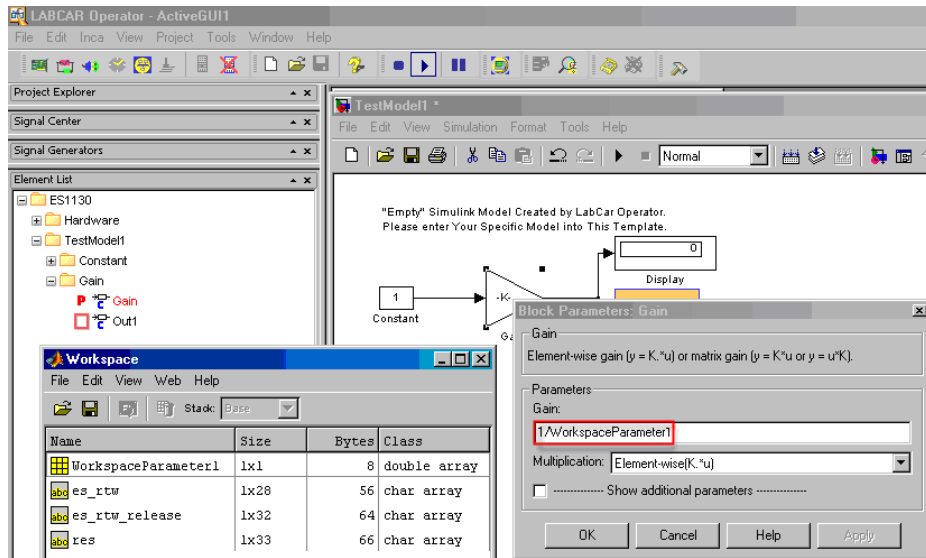 LABCAR Operator - ActiveGUI1
File Edit Inca View Project Tools Window Help
Project Explorer
Signal Center
Signal Generators
Element List
ES1130
Hardware
TestModel1
Constant
Gain
P Gain
Out1
TestModel1 *
File Edit View Simulation Format Tools Help
Normal
"Empty" Simulink Model Created by LabCar Operator.
Please enter Your Specific Model into This Template.
0
Display
1
Constant
-K-
Workspace
File Edit View Web Help
Stack: Base
Name Size Bytes Class
WorkspaceParameter1 1x1 8 double array
abc es_rtw 1x28 56 char array
abc es_rtw_release 1x32 64 char array
abc res 1x33 66 char array
Block Parameters: Gain
Gain
Element-wise gain (y = K.*u) or matrix gain (y = K*u or y = u*K).
Parameters
Gain:
1/WorkspaceParameter1
Multiplication: Element-wise(K.*u)
--------------- Show additional parameters ---------------
OK Cancel Help Apply